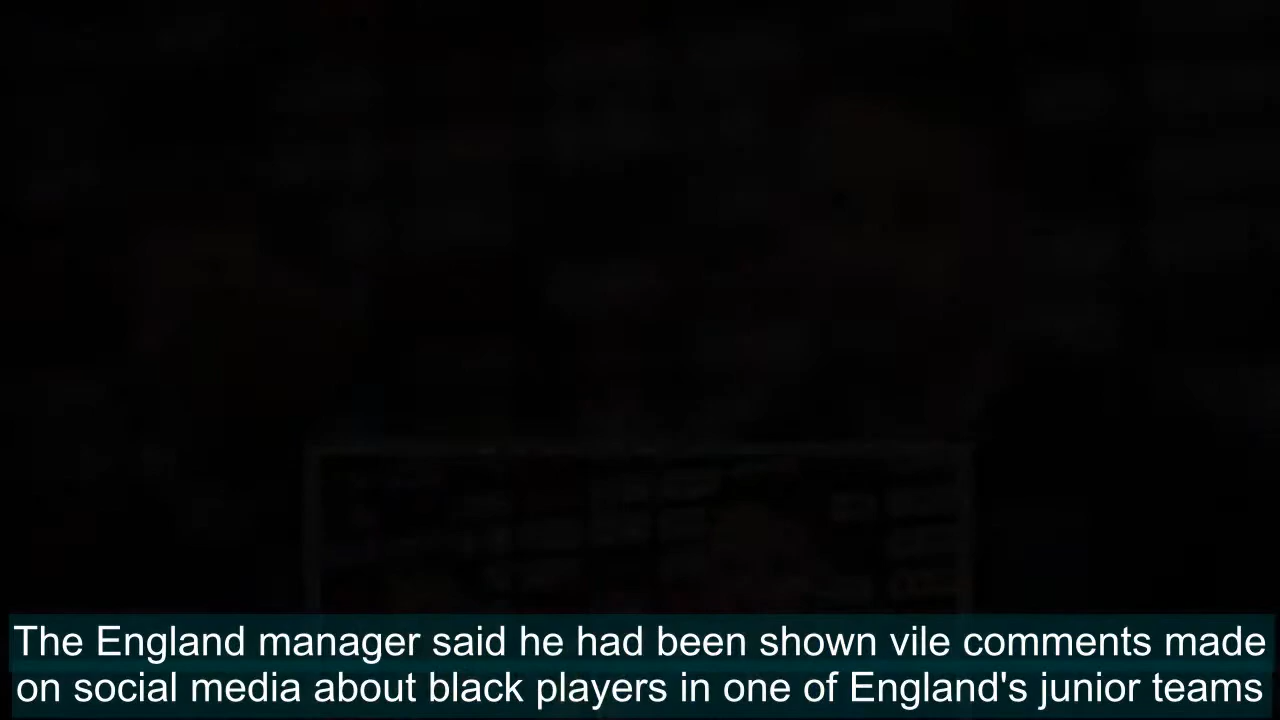 The England manager said he had been shown vile comments made
on social media about black players in one of England's junior teams